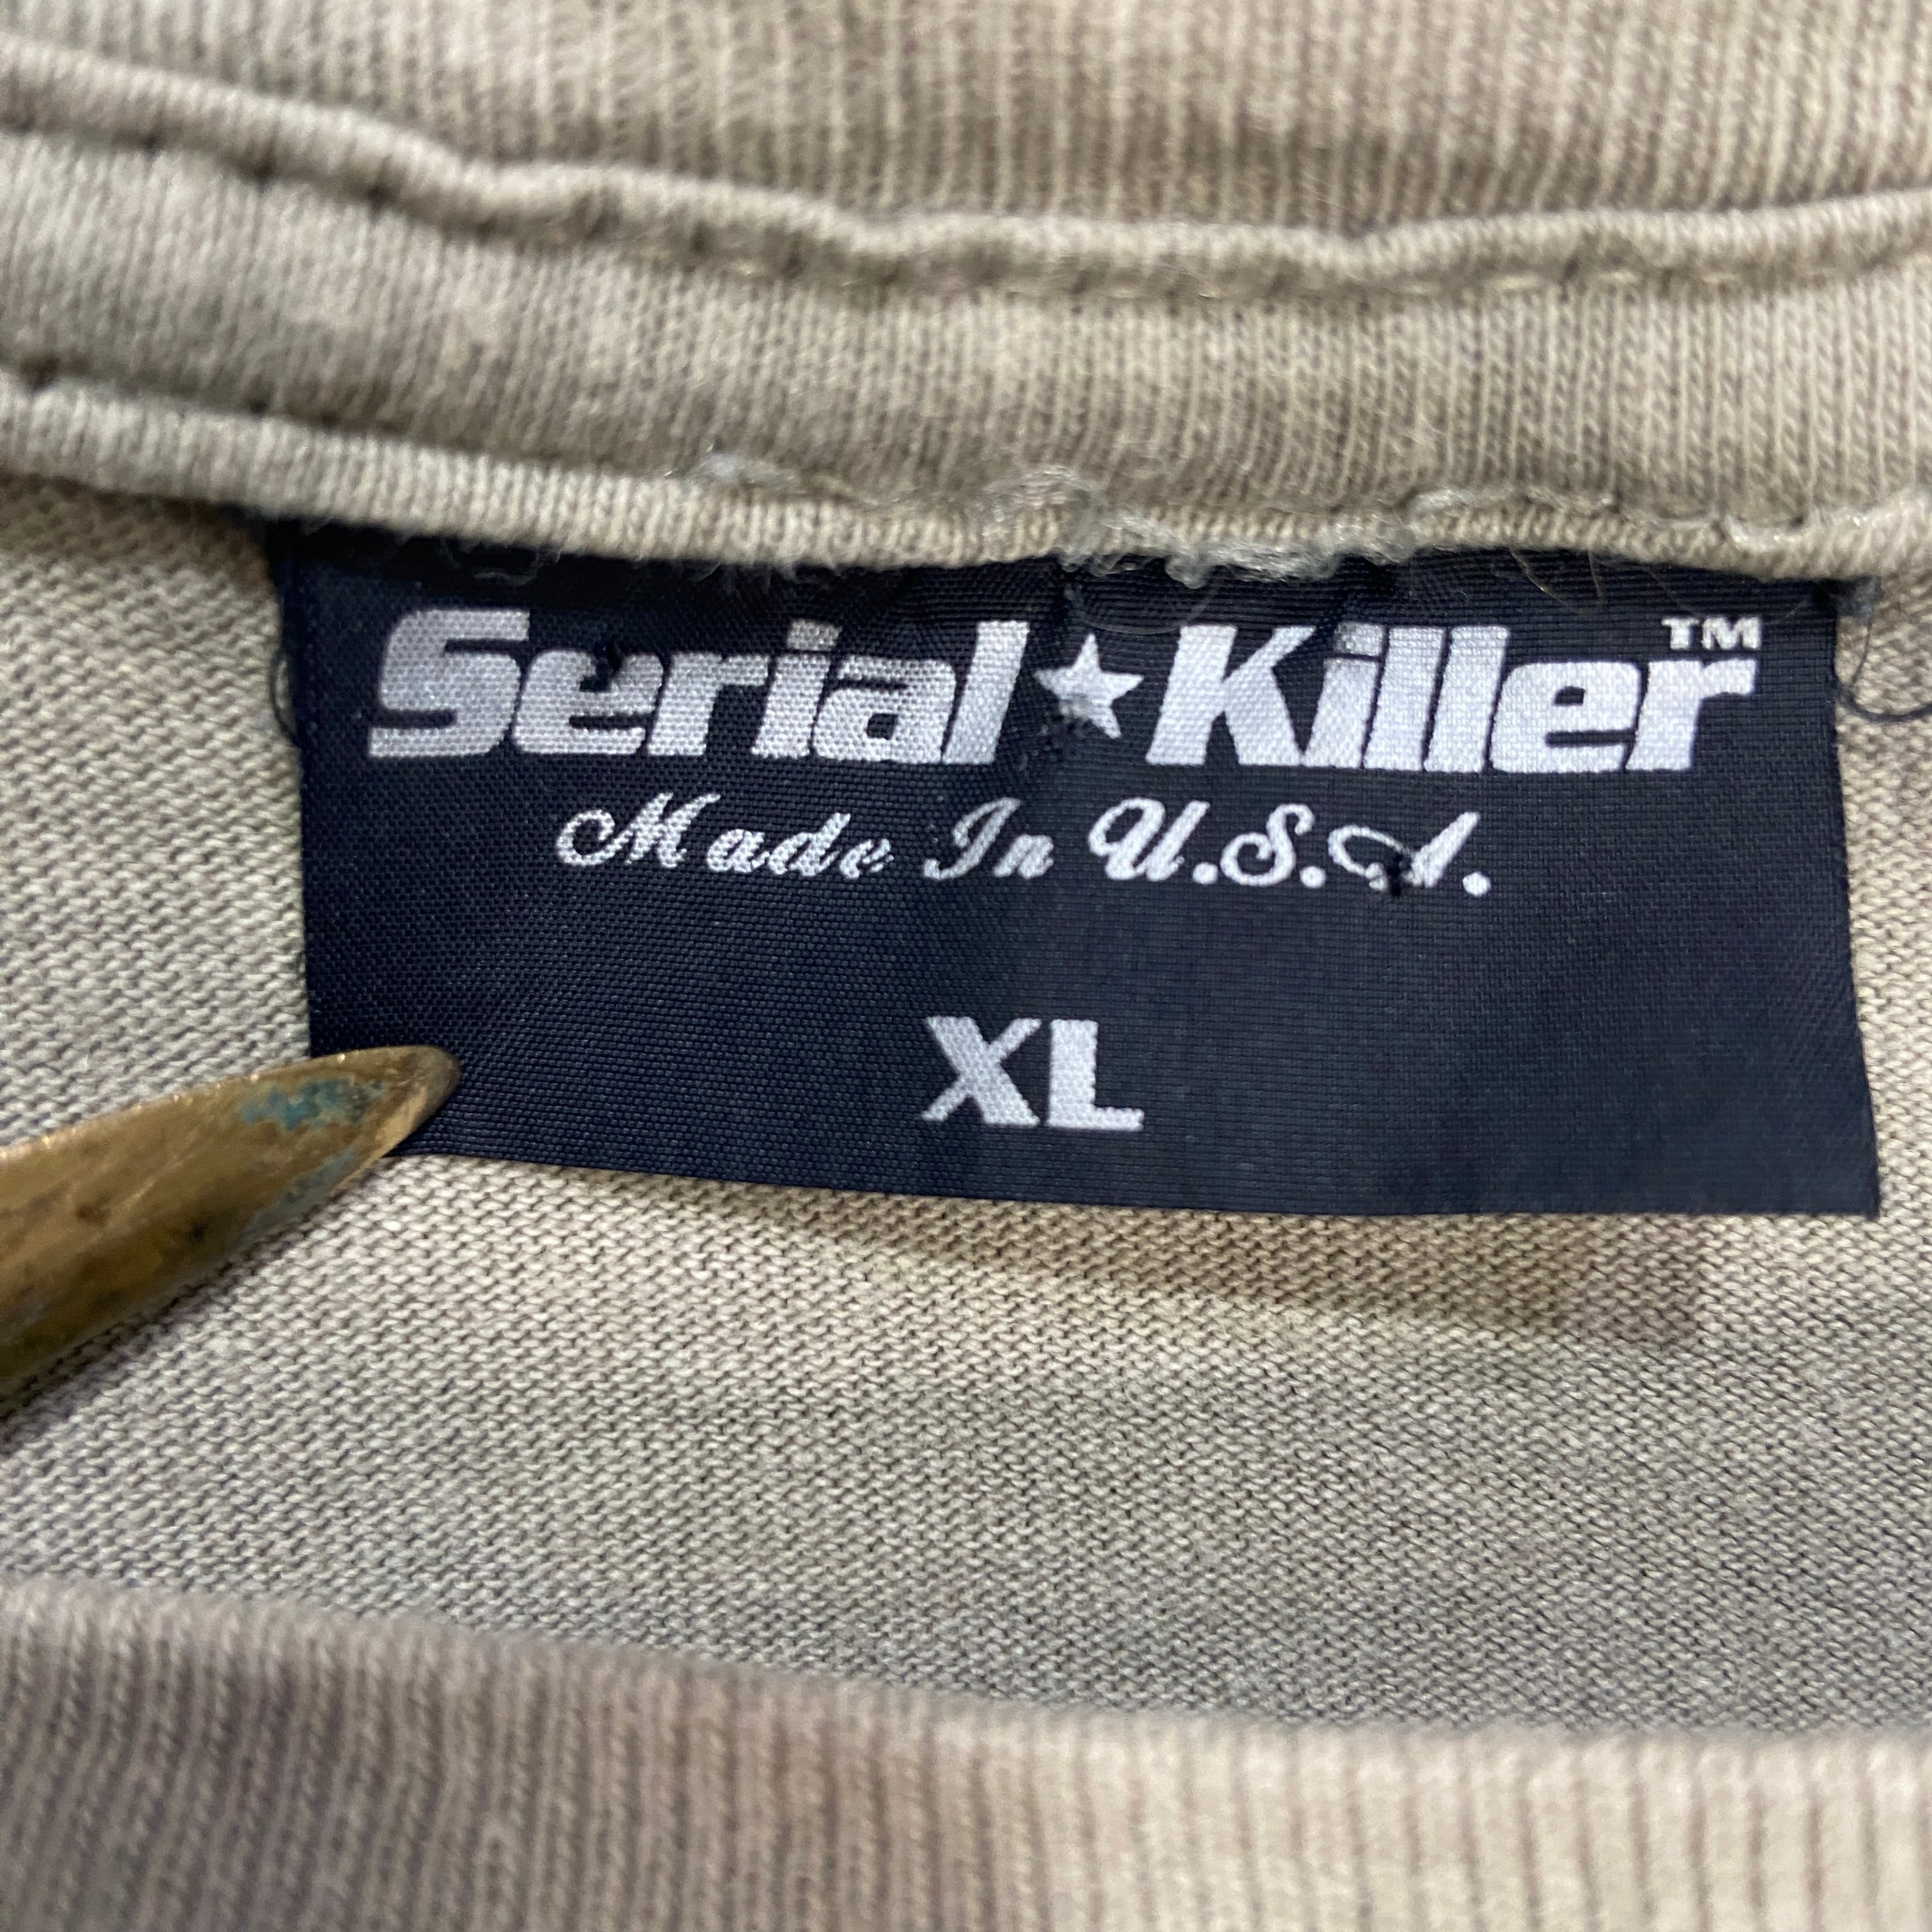 Serial★Killer™
Made In U.S.A.
XL